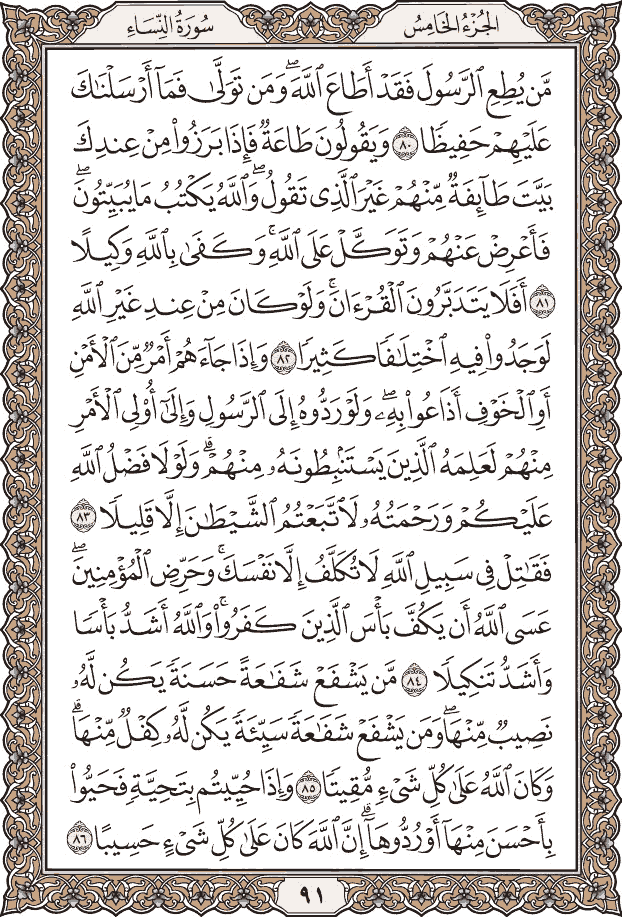 الجُزْءُ الخَامِسُ
سُورَةُ النِّسَاءِ
مَّن يُطِعِ ٱلرَّسُولَ فَقَدْ أَطَاعَ ٱللَّهَ ۖ وَمَن تَوَلَّىٰ فَمَآ أَرْسَلْنَـٰكَ
عَلَيْهِمْ حَفِيظًا ٨٠ وَيَقُولُونَ طَاعَةٌ فَإِذَا بَرَزُوا۟ مِنْ عِندِكَ
بَيَّتَ طَآئِفَةٌ مِّنْهُمْ غَيْرَ ٱلَّذِى تَقُولُ ۖ وَٱللَّهُ يَكْتُبُ مَا يُبَيِّتُونَ ۖ
فَأَعْرِضْ عَنْهُمْ وَتَوَكَّلْ عَلَى ٱللَّهِ ۚ وَكَفَىٰ بِٱللَّهِ وَكِيلًا
٨١ أَفَلَا يَتَدَبَّرُونَ ٱلْقُرْءَانَ ۚ وَلَوْ كَانَ مِنْ عِندِ غَيْرِ ٱللَّهِ
لَوَجَدُوا۟ فِيهِ ٱخْتِلَـٰفًا كَثِيرًا ٨٢ وَإِذَا جَآءَهُمْ أَمْرٌ مِّنَ ٱلْأَمْنِ
أَوِ ٱلْخَوْفِ أَذَاعُوا۟ بِهِۦ ۖ وَلَوْ رَدُّوهُ إِلَى ٱلرَّسُولِ وَإِلَىٰٓ أُو۟لِى ٱلْأَمْرِ
مِنْهُمْ لَعَلِمَهُ ٱلَّذِينَ يَسْتَنۢبِطُونَهُۥ مِنْهُمْ ۗ وَلَوْلَا فَضْلُ ٱللَّهِ
عَلَيْكُمْ وَرَحْمَتُهُۥ لَٱتَّبَعْتُمُ ٱلشَّيْطَـٰنَ إِلَّا قَلِيلًا ٨٣
فَقَـٰتِلْ فِى سَبِيلِ ٱللَّهِ لَا تُكَلَّفُ إِلَّا نَفْسَكَ ۚ وَحَرِّضِ ٱلْمُؤْمِنِينَ ۖ
عَسَى ٱللَّهُ أَن يَكُفَّ بَأْسَ ٱلَّذِينَ كَفَرُوا۟ ۚ وَٱللَّهُ أَشَدُّ بَأْسًا
وَأَشَدُّ تَنكِيلًا ٨٤ مَّن يَشْفَعْ شَفَـٰعَةً حَسَنَةً يَكُن لَّهُۥ
نَصِيبٌ مِّنْهَا ۖ وَمَن يَشْفَعْ شَفَـٰعَةً سَيِّئَةً يَكُن لَّهُۥ كِفْلٌ مِّنْهَا ۗ
وَكَانَ ٱللَّهُ عَلَىٰ كُلِّ شَىْءٍ مُّقِيتًا ٨٥ وَإِذَا حُيِّيتُم بِتَحِيَّةٍ فَحَيُّوا۟
بِأَحْسَنَ مِنْهَآ أَوْ رُدُّوهَآ ۗ إِنَّ ٱللَّهَ كَانَ عَلَىٰ كُلِّ شَىْءٍ حَسِيبًا ٨٦
٩١